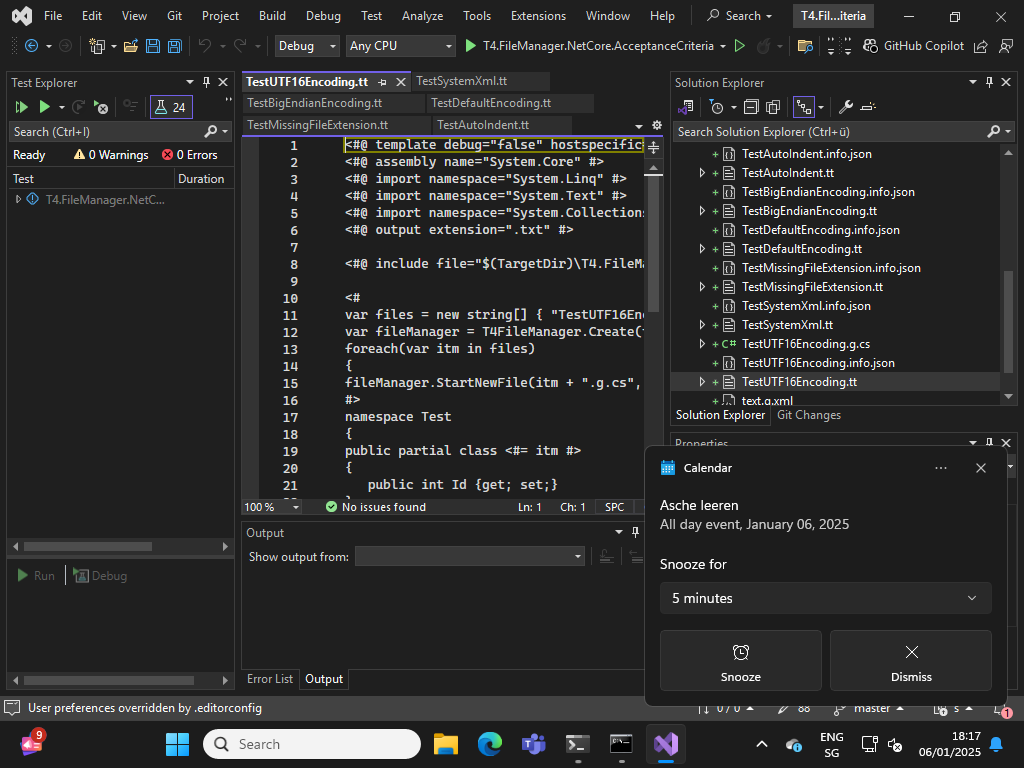 File Edit View Git Project Build Debug Test Analyze Tools Extensions Window Help Search T4.Fil...iteria
Debug Any CPU T4.FileManager.NetCore.AcceptanceCriteria GitHub Copilot
Test Explorer
24
Search (Ctrl+I)
Ready 0 Warnings 0 Errors
Test Duration
T4.FileManager.NetC...
Run Debug
TestUTF16Encoding.tt TestSystemXml.tt
TestBigEndianEncoding.tt TestDefaultEncoding.tt
TestMissingFileExtension.tt TestAutoIndent.tt
1 <#@ template debug="false" hostspecific
2 <#@ assembly name="System.Core" #>
3 <#@ import namespace="System.Linq" #>
4 <#@ import namespace="System.Text" #>
5 <#@ import namespace="System.Collections
6 <#@ output extension=".txt" #>
7
8 <#@ include file="$(TargetDir)\T4.FileMa
9
10 <#
11 var files = new string[] { "TestUTF16Enc
12 var fileManager = T4FileManager.Create(
13 foreach(var itm in files)
14 {
15 fileManager.StartNewFile(itm + ".g.cs",
16 #>
17 namespace Test
18 {
19 public partial class <#= itm #>
20 {
21 public int Id {get; set;}
100 % No issues found Ln: 1 Ch: 1 SPC
Output
Show output from:
Error List Output
Solution Explorer
Search Solution Explorer (Ctrl+ü)
TestAutoIndent.info.json
TestAutoIndent.tt
TestBigEndianEncoding.info.json
TestBigEndianEncoding.tt
TestDefaultEncoding.info.json
TestDefaultEncoding.tt
TestMissingFileExtension.info.json
TestMissingFileExtension.tt
TestSystemXml.info.json
TestSystemXml.tt
C# TestUTF16Encoding.g.cs
TestUTF16Encoding.info.json
TestUTF16Encoding.tt
text.g.xml
Solution Explorer Git Changes
Properties
Calendar
Asche leeren
All day event, January 06, 2025
Snooze for
5 minutes
Snooze Dismiss
User preferences overridden by .editorconfig 0 / 0 88 master s 1
9 Search ENG
SG
18:17
06/01/2025